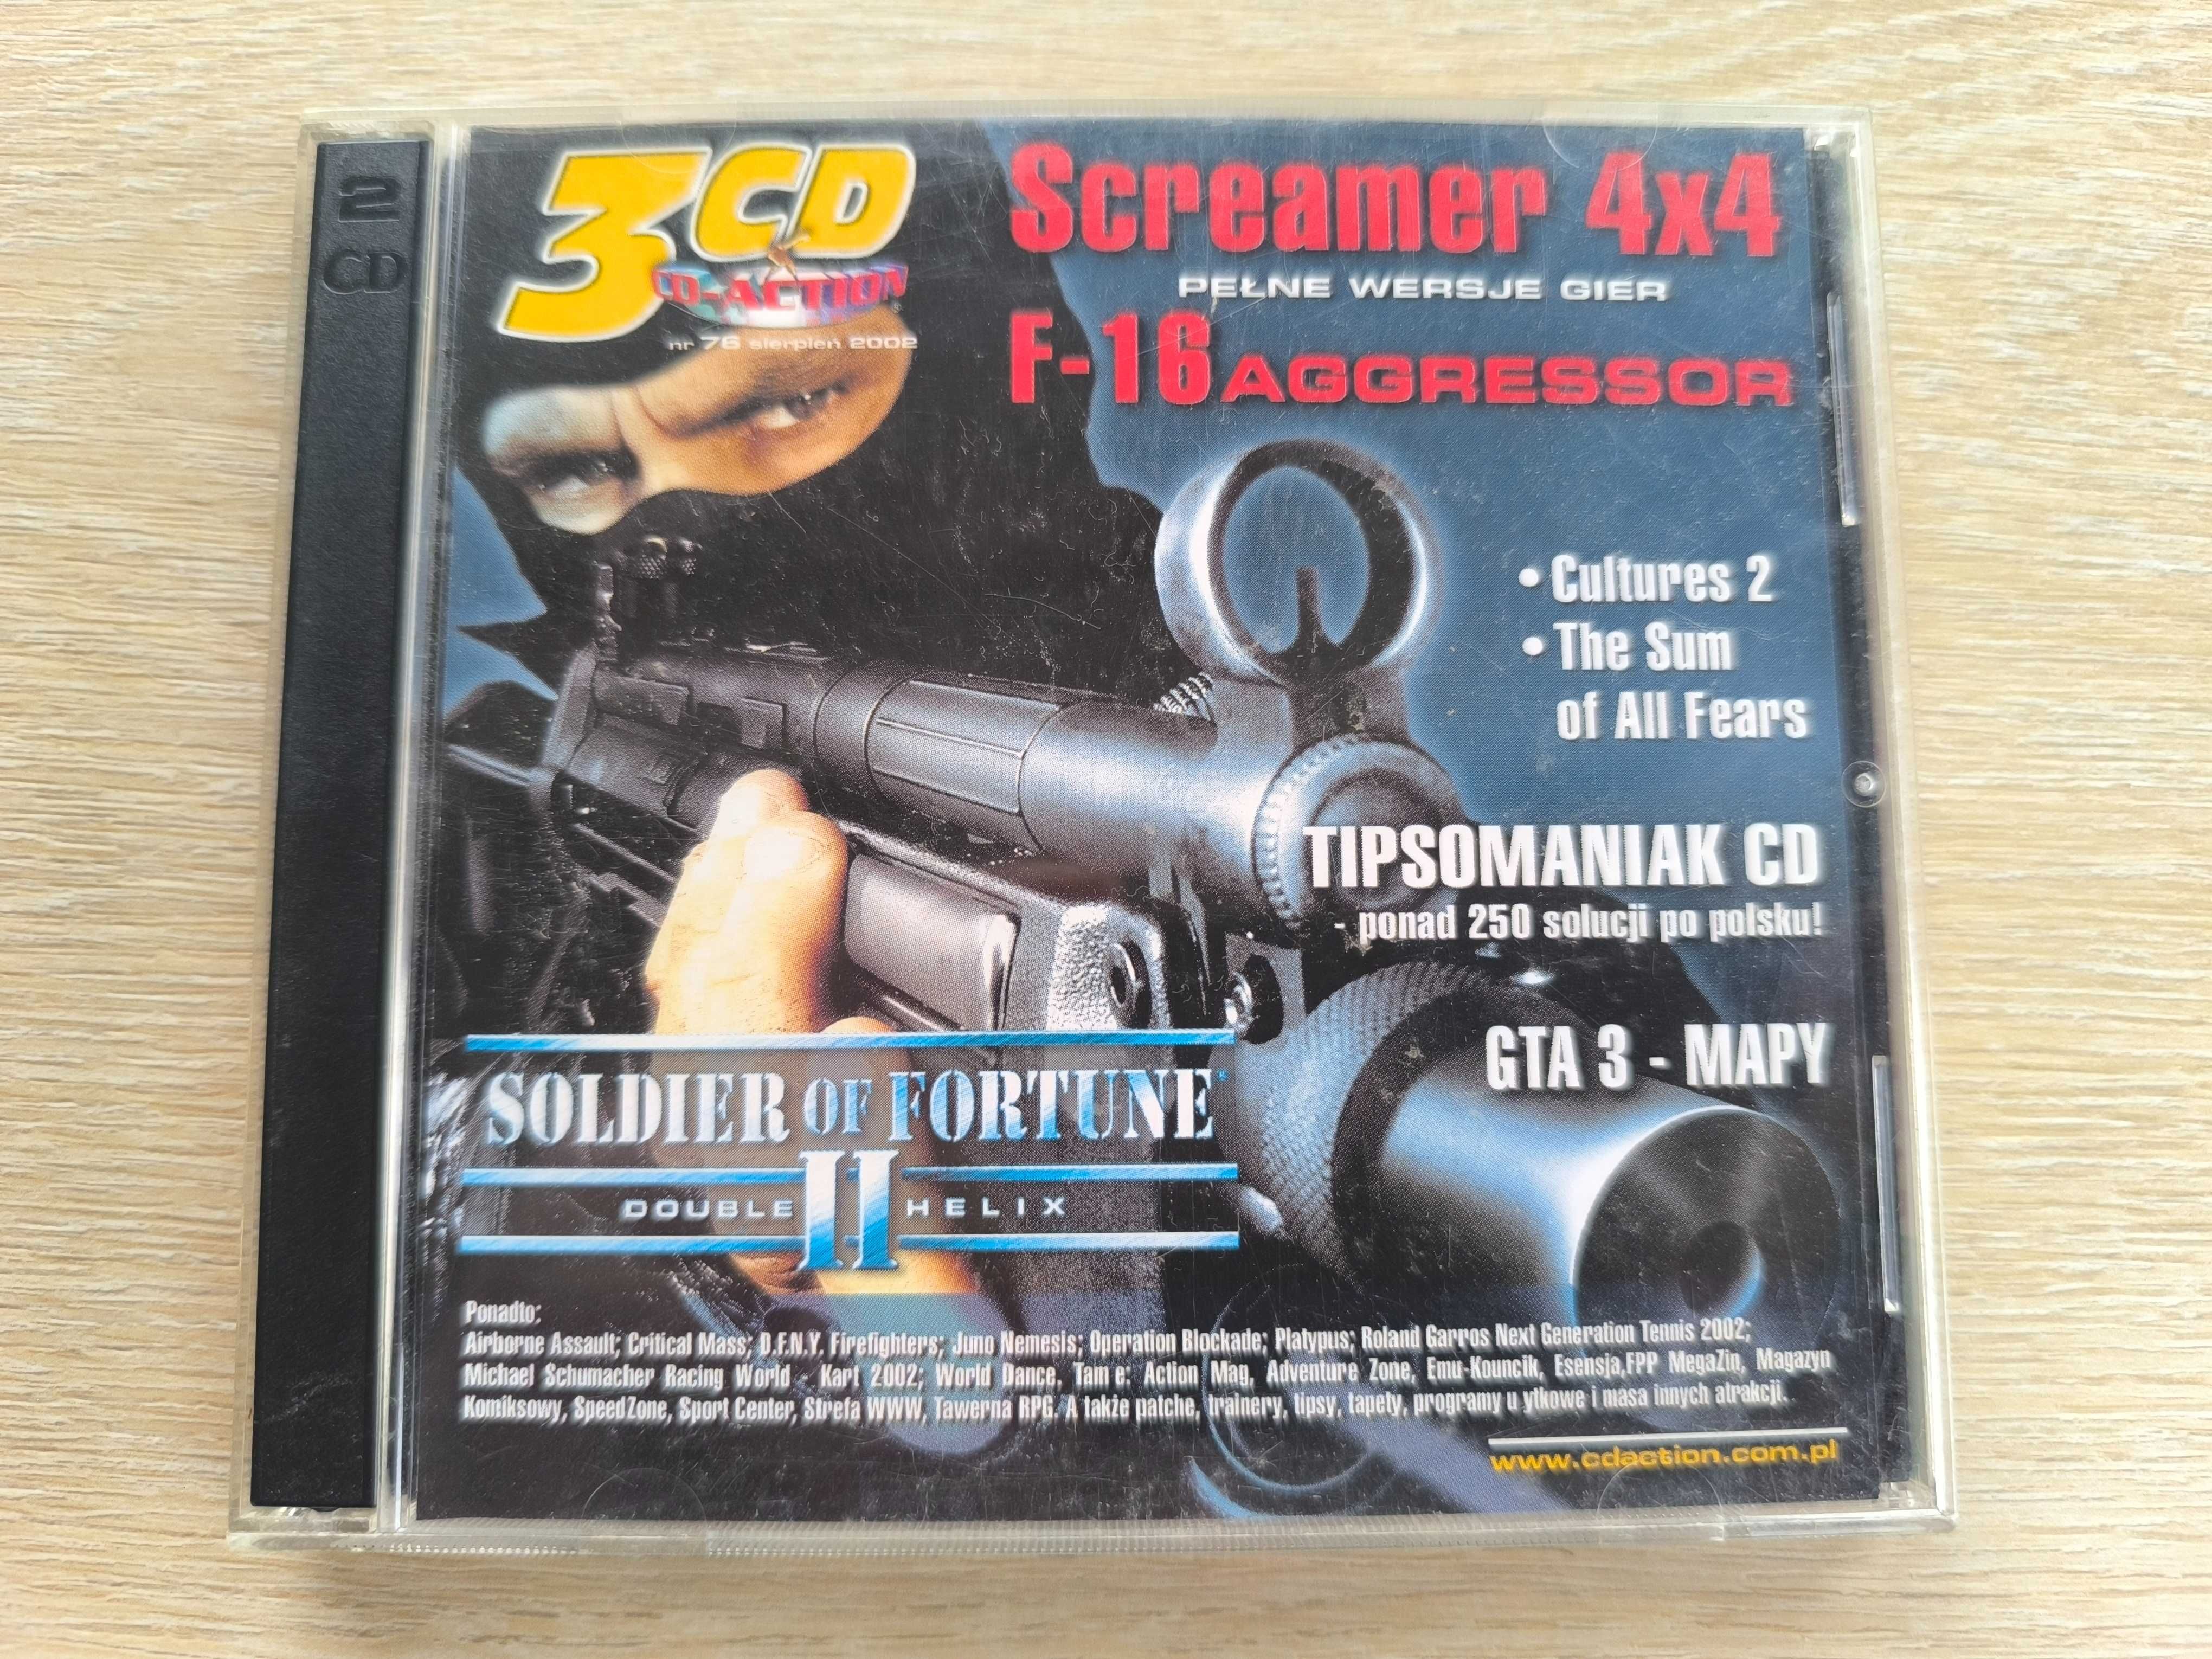 2
CD
3CD
CD-ACTION
nr 76 sierpień 2002
Screamer 4x4
PEŁNE WERSJE GIER
F-16 AGGRESSOR
• Cultures 2
• The Sum
of All Fears
TIPSOMANIAK CD
- ponad 250 solucji po polsku!
GTA 3 - MAPY
SOLDIER OF FORTUNE
II
DOUBLE HELIX
Ponadto:
Airborne Assault; Critical Mass; D.F.N.Y. Firefighters; Juno Nemesis; Operation Blockade; Platypus; Roland Garros Next Generation Tennis 2002;
Michael Schumacher Racing World - Kart 2002; World Dance, Tam e: Action Mag, Adventure Zone, Emu-Kouncik, Esensja,FPP MegaZin, Magazyn
Komiksowy, SpeedZone, Sport Center, Strefa WWW, Tawerna RPG. A także patche, trainery, tipsy, tapety, programy u ytkowe i masa innych atrakcji.
www.cdaction.com.pl